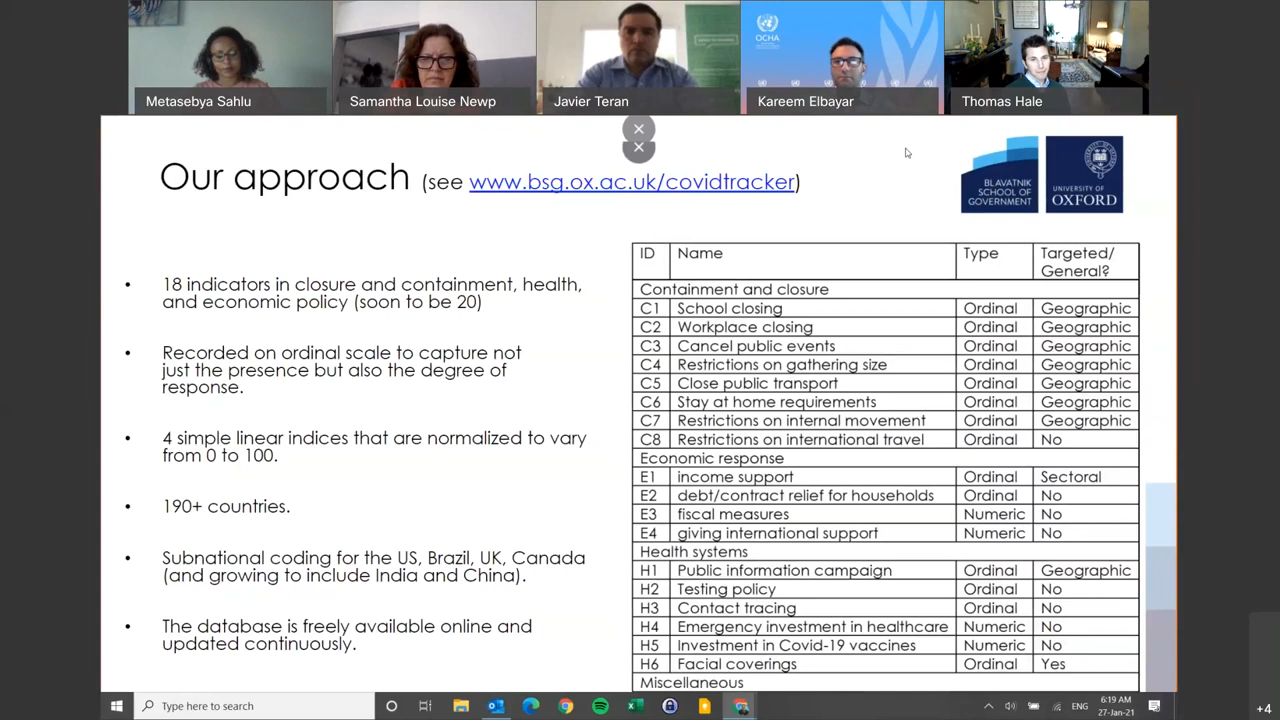 OCHA
Metasebya Sahlu
Samantha Louise Newp
Javier Teran
Kareem Elbayar
Thomas Hale
Our approach (see www.bsg.ox.ac.uk/covidtracker)
BLAVATNIK
SCHOOL OF
GOVERNMENT
UNIVERSITY OF
OXFORD
• 18 indicators in closure and containment, health,
and economic policy (soon to be 20)
• Recorded on ordinal scale to capture not
just the presence but also the degree of
response.
• 4 simple linear indices that are normalized to vary
from 0 to 100.
• 190+ countries.
• Subnational coding for the US, Brazil, UK, Canada
(and growing to include India and China).
• The database is freely available online and
updated continuously.
ID Name Type Targeted/
General?
Containment and closure
C1 School closing Ordinal Geographic
C2 Workplace closing Ordinal Geographic
C3 Cancel public events Ordinal Geographic
C4 Restrictions on gathering size Ordinal Geographic
C5 Close public transport Ordinal Geographic
C6 Stay at home requirements Ordinal Geographic
C7 Restrictions on internal movement Ordinal Geographic
C8 Restrictions on international travel Ordinal No
Economic response
E1 income support Ordinal Sectoral
E2 debt/contract relief for households Ordinal No
E3 fiscal measures Numeric No
E4 giving international support Numeric No
Health systems
H1 Public information campaign Ordinal Geographic
H2 Testing policy Ordinal No
H3 Contact tracing Ordinal No
H4 Emergency investment in healthcare Numeric No
H5 Investment in Covid-19 vaccines Numeric No
H6 Facial coverings Ordinal Yes
Miscellaneous
Type here to search
ENG
6:19 AM
27-Jan-21
+4